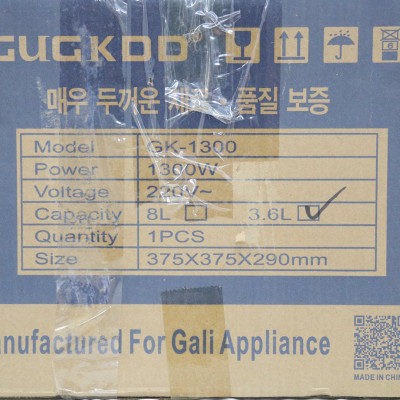 GUGKOO
매우 두꺼운 품질 보증
Model GK-1300
Power 1300W
Voltage 220V~
Capacity 8L 3.6L
Quantity 1PCS
Size 375X375X290mm
anufactured For Gali Appliance
MADE IN CHIN